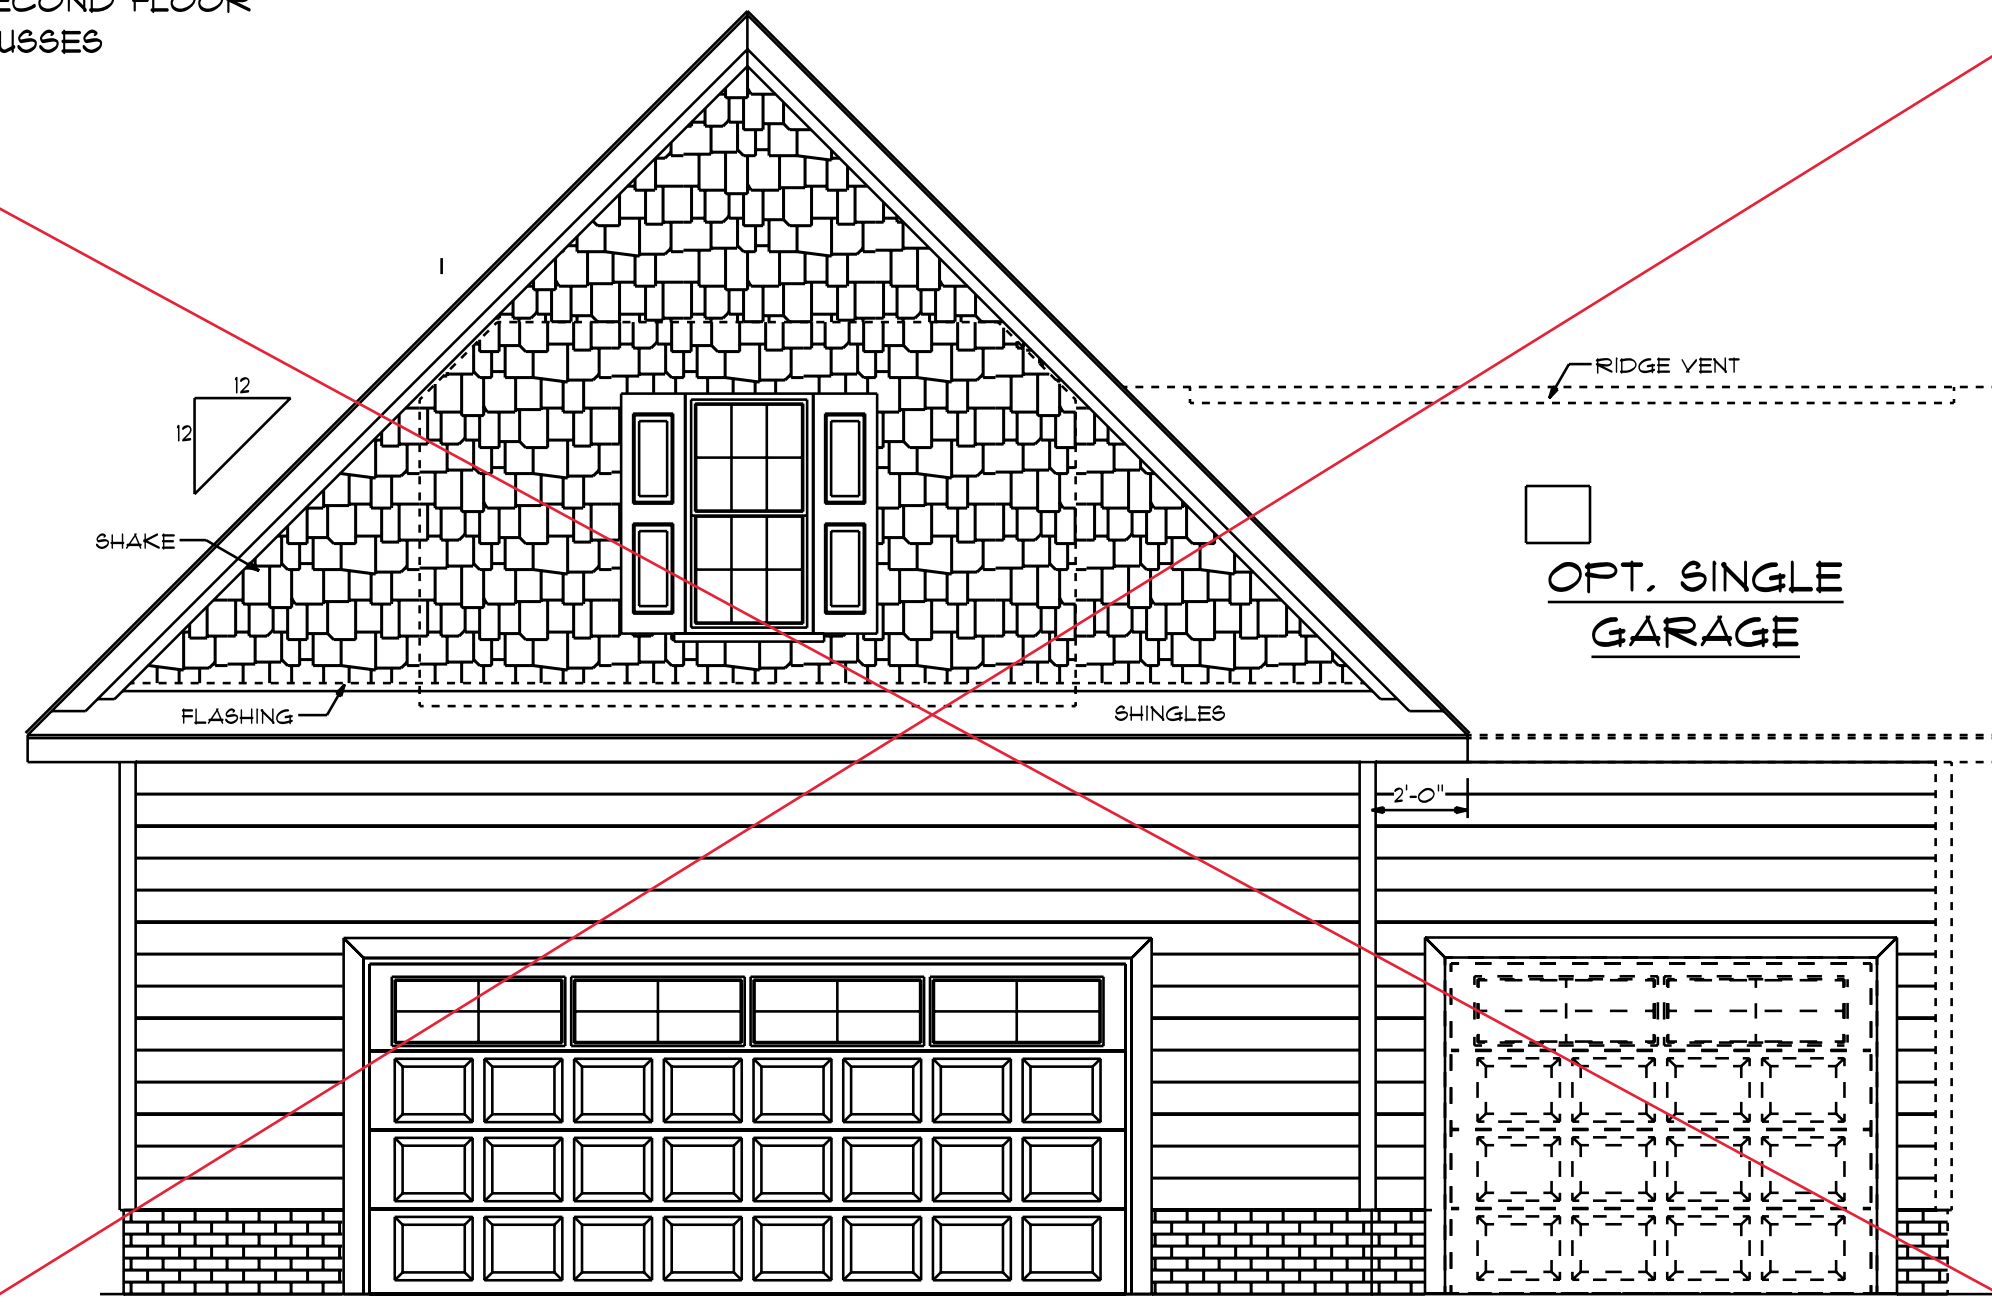 USSES
RIDGE VENT
12
12
SHAKE
OPT. SINGLE
GARAGE
FLASHING
SHINGLES
2'-0"